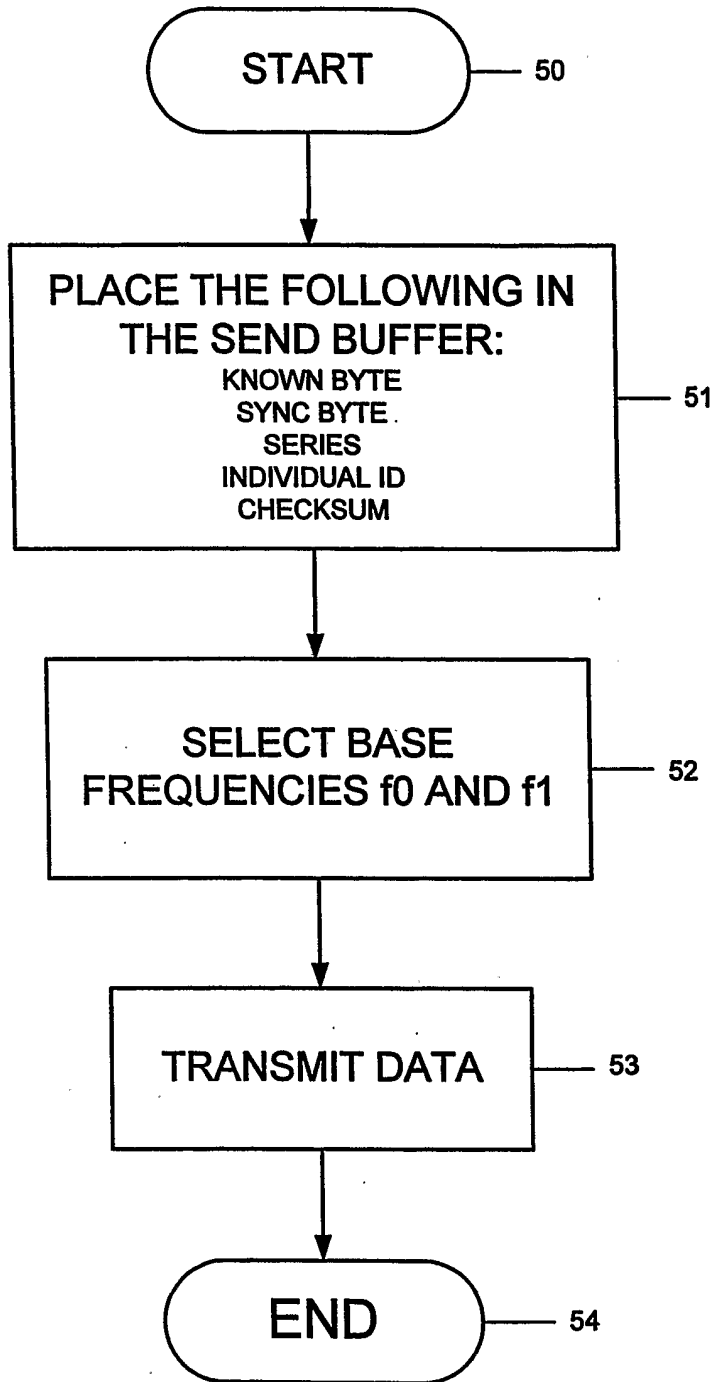 START
50
PLACE THE FOLLOWING IN
THE SEND BUFFER:
KNOWN BYTE
SYNC BYTE
SERIES
INDIVIDUAL ID
CHECKSUM
51
SELECT BASE
FREQUENCIES f0 AND f1
52
TRANSMIT DATA
53
END
54